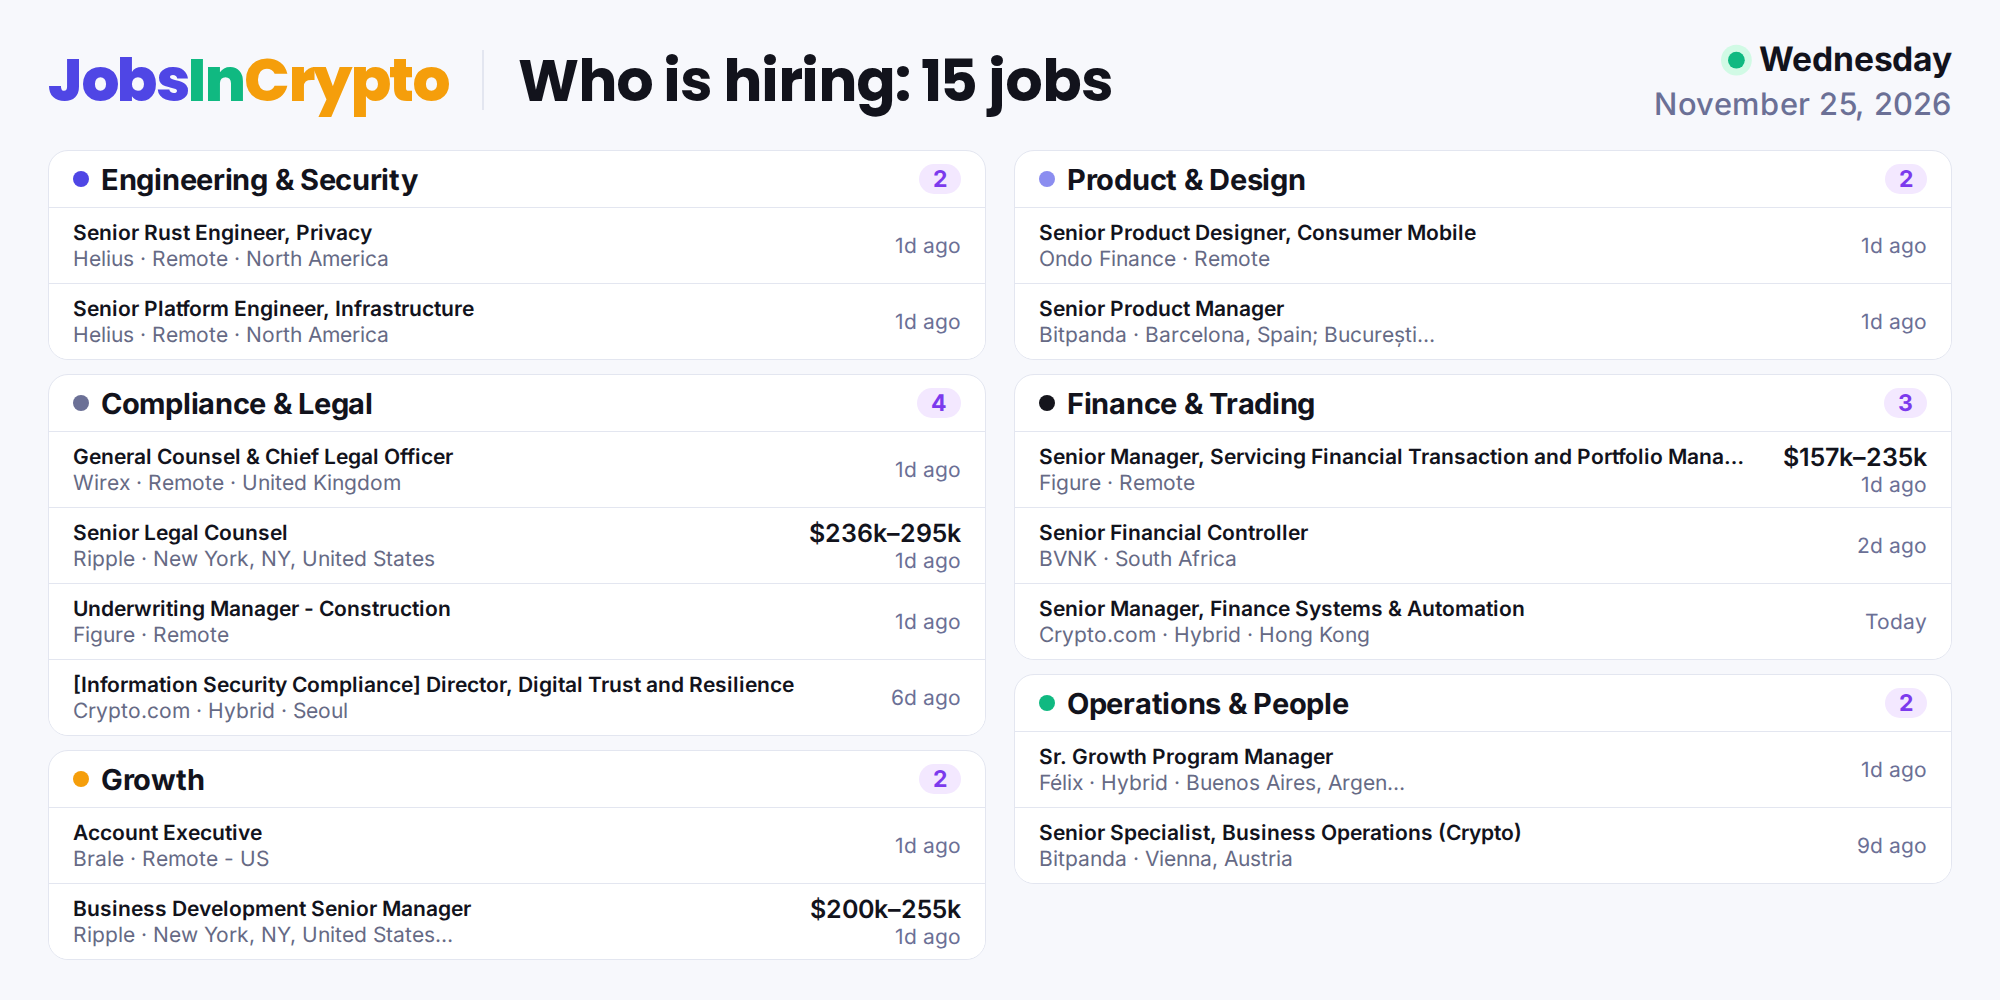 JobsInCrypto
Who is hiring: 15 jobs
Wednesday
November 25, 2026
Engineering & Security
2
Senior Rust Engineer, Privacy
Helius · Remote · North America
1d ago
Senior Platform Engineer, Infrastructure
Helius · Remote · North America
1d ago
Compliance & Legal
4
General Counsel & Chief Legal Officer
Wirex · Remote · United Kingdom
1d ago
Senior Legal Counsel
Ripple · New York, NY, United States
$236k–295k
1d ago
Underwriting Manager - Construction
Figure · Remote
1d ago
[Information Security Compliance] Director, Digital Trust and Resilience
Crypto.com · Hybrid · Seoul
6d ago
Growth
2
Account Executive
Brale · Remote - US
1d ago
Business Development Senior Manager
Ripple · New York, NY, United States...
$200k–255k
1d ago
Product & Design
2
Senior Product Designer, Consumer Mobile
Ondo Finance · Remote
1d ago
Senior Product Manager
Bitpanda · Barcelona, Spain; București...
1d ago
Finance & Trading
3
Senior Manager, Servicing Financial Transaction and Portfolio Mana...
Figure · Remote
$157k–235k
1d ago
Senior Financial Controller
BVNK · South Africa
2d ago
Senior Manager, Finance Systems & Automation
Crypto.com · Hybrid · Hong Kong
Today
Operations & People
2
Sr. Growth Program Manager
Félix · Hybrid · Buenos Aires, Argen...
1d ago
Senior Specialist, Business Operations (Crypto)
Bitpanda · Vienna, Austria
9d ago